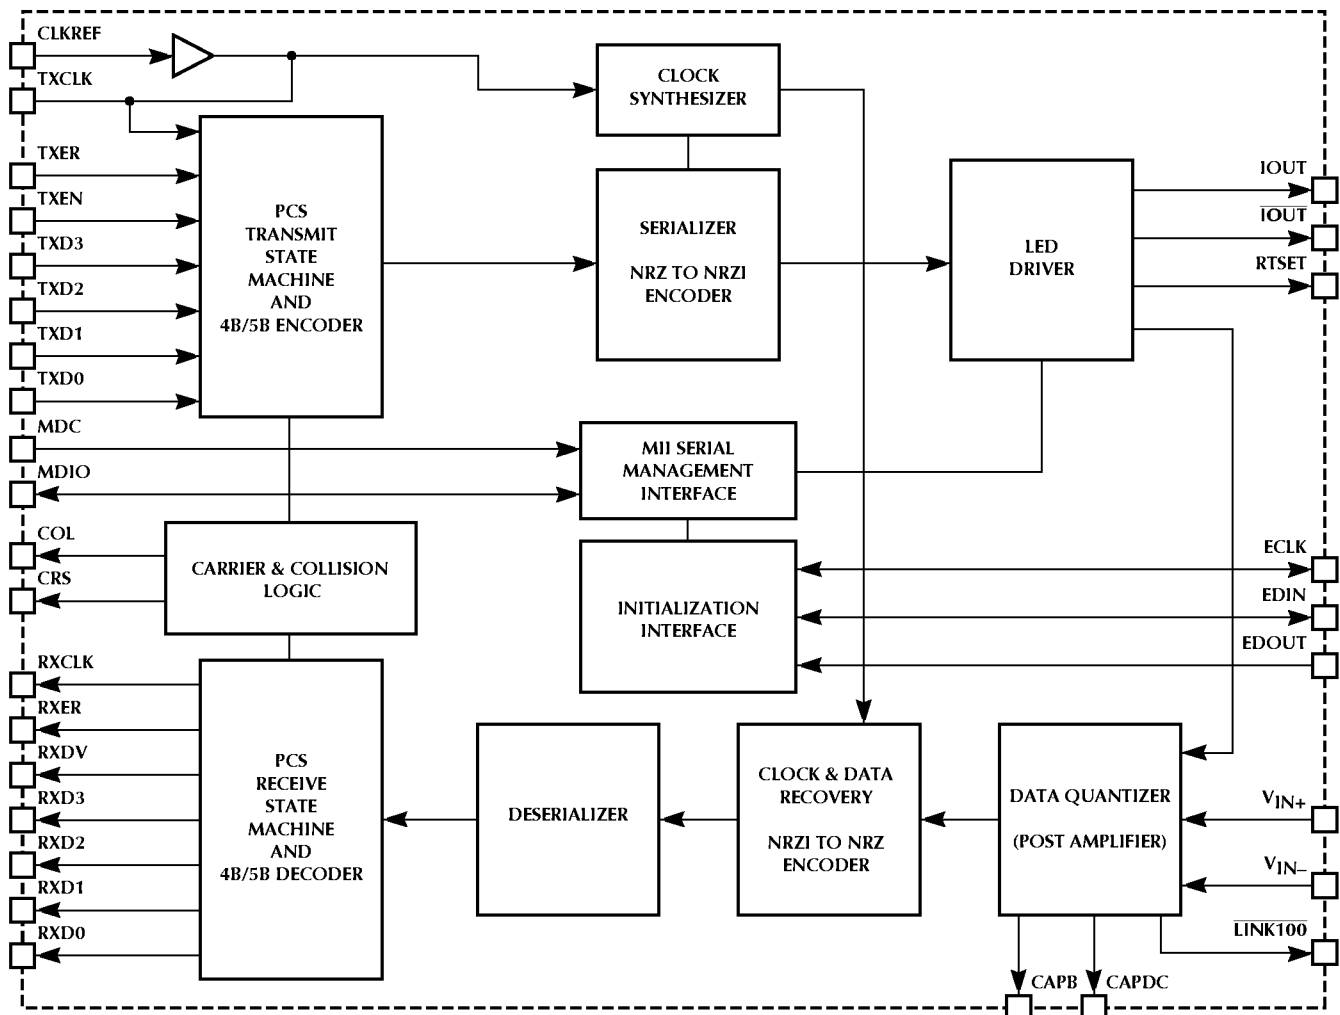 CLKREF
TXCLK
TXER
TXEN
TXD3
TXD2
TXD1
TXD0
MDC
MDIO
COL
CRS
RXCLK
RXER
RXDV
RXD3
RXD2
RXD1
RXD0
PCS
TRANSMIT
STATE
MACHINE
AND
4B/5B ENCODER
CARRIER & COLLISION
LOGIC
PCS
RECEIVE
STATE
MACHINE
AND
4B/5B DECODER
CLOCK
SYNTHESIZER
SERIALIZER
NRZ TO NRZI
ENCODER
MII SERIAL
MANAGEMENT
INTERFACE
INITIALIZATION
INTERFACE
DESERIALIZER
CLOCK & DATA
RECOVERY
NRZI TO NRZ
ENCODER
LED
DRIVER
DATA QUANTIZER
(POST AMPLIFIER)
IOUT
IOUT
RTSET
ECLK
EDIN
EDOUT
VIN+
VIN–
LINK100
CAPB
CAPDC